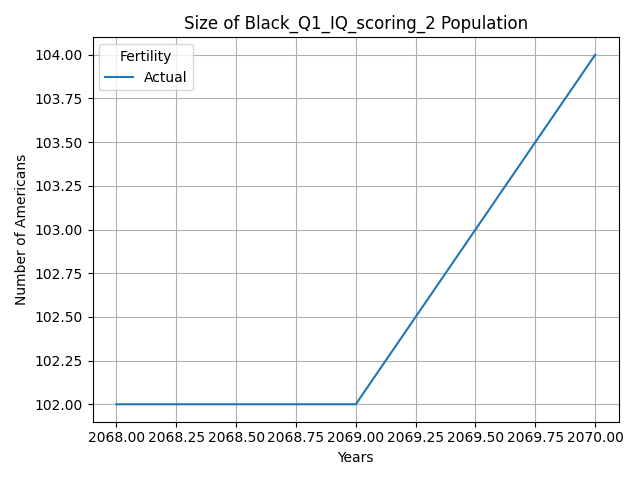 Size of Black_Q1_IQ_scoring_2 Population
Fertility
Actual
Number of Americans
104.00
103.75
103.50
103.25
103.00
102.75
102.50
102.25
102.00
2068.00 2068.25 2068.50 2068.75 2069.00 2069.25 2069.50 2069.75 2070.00
Years